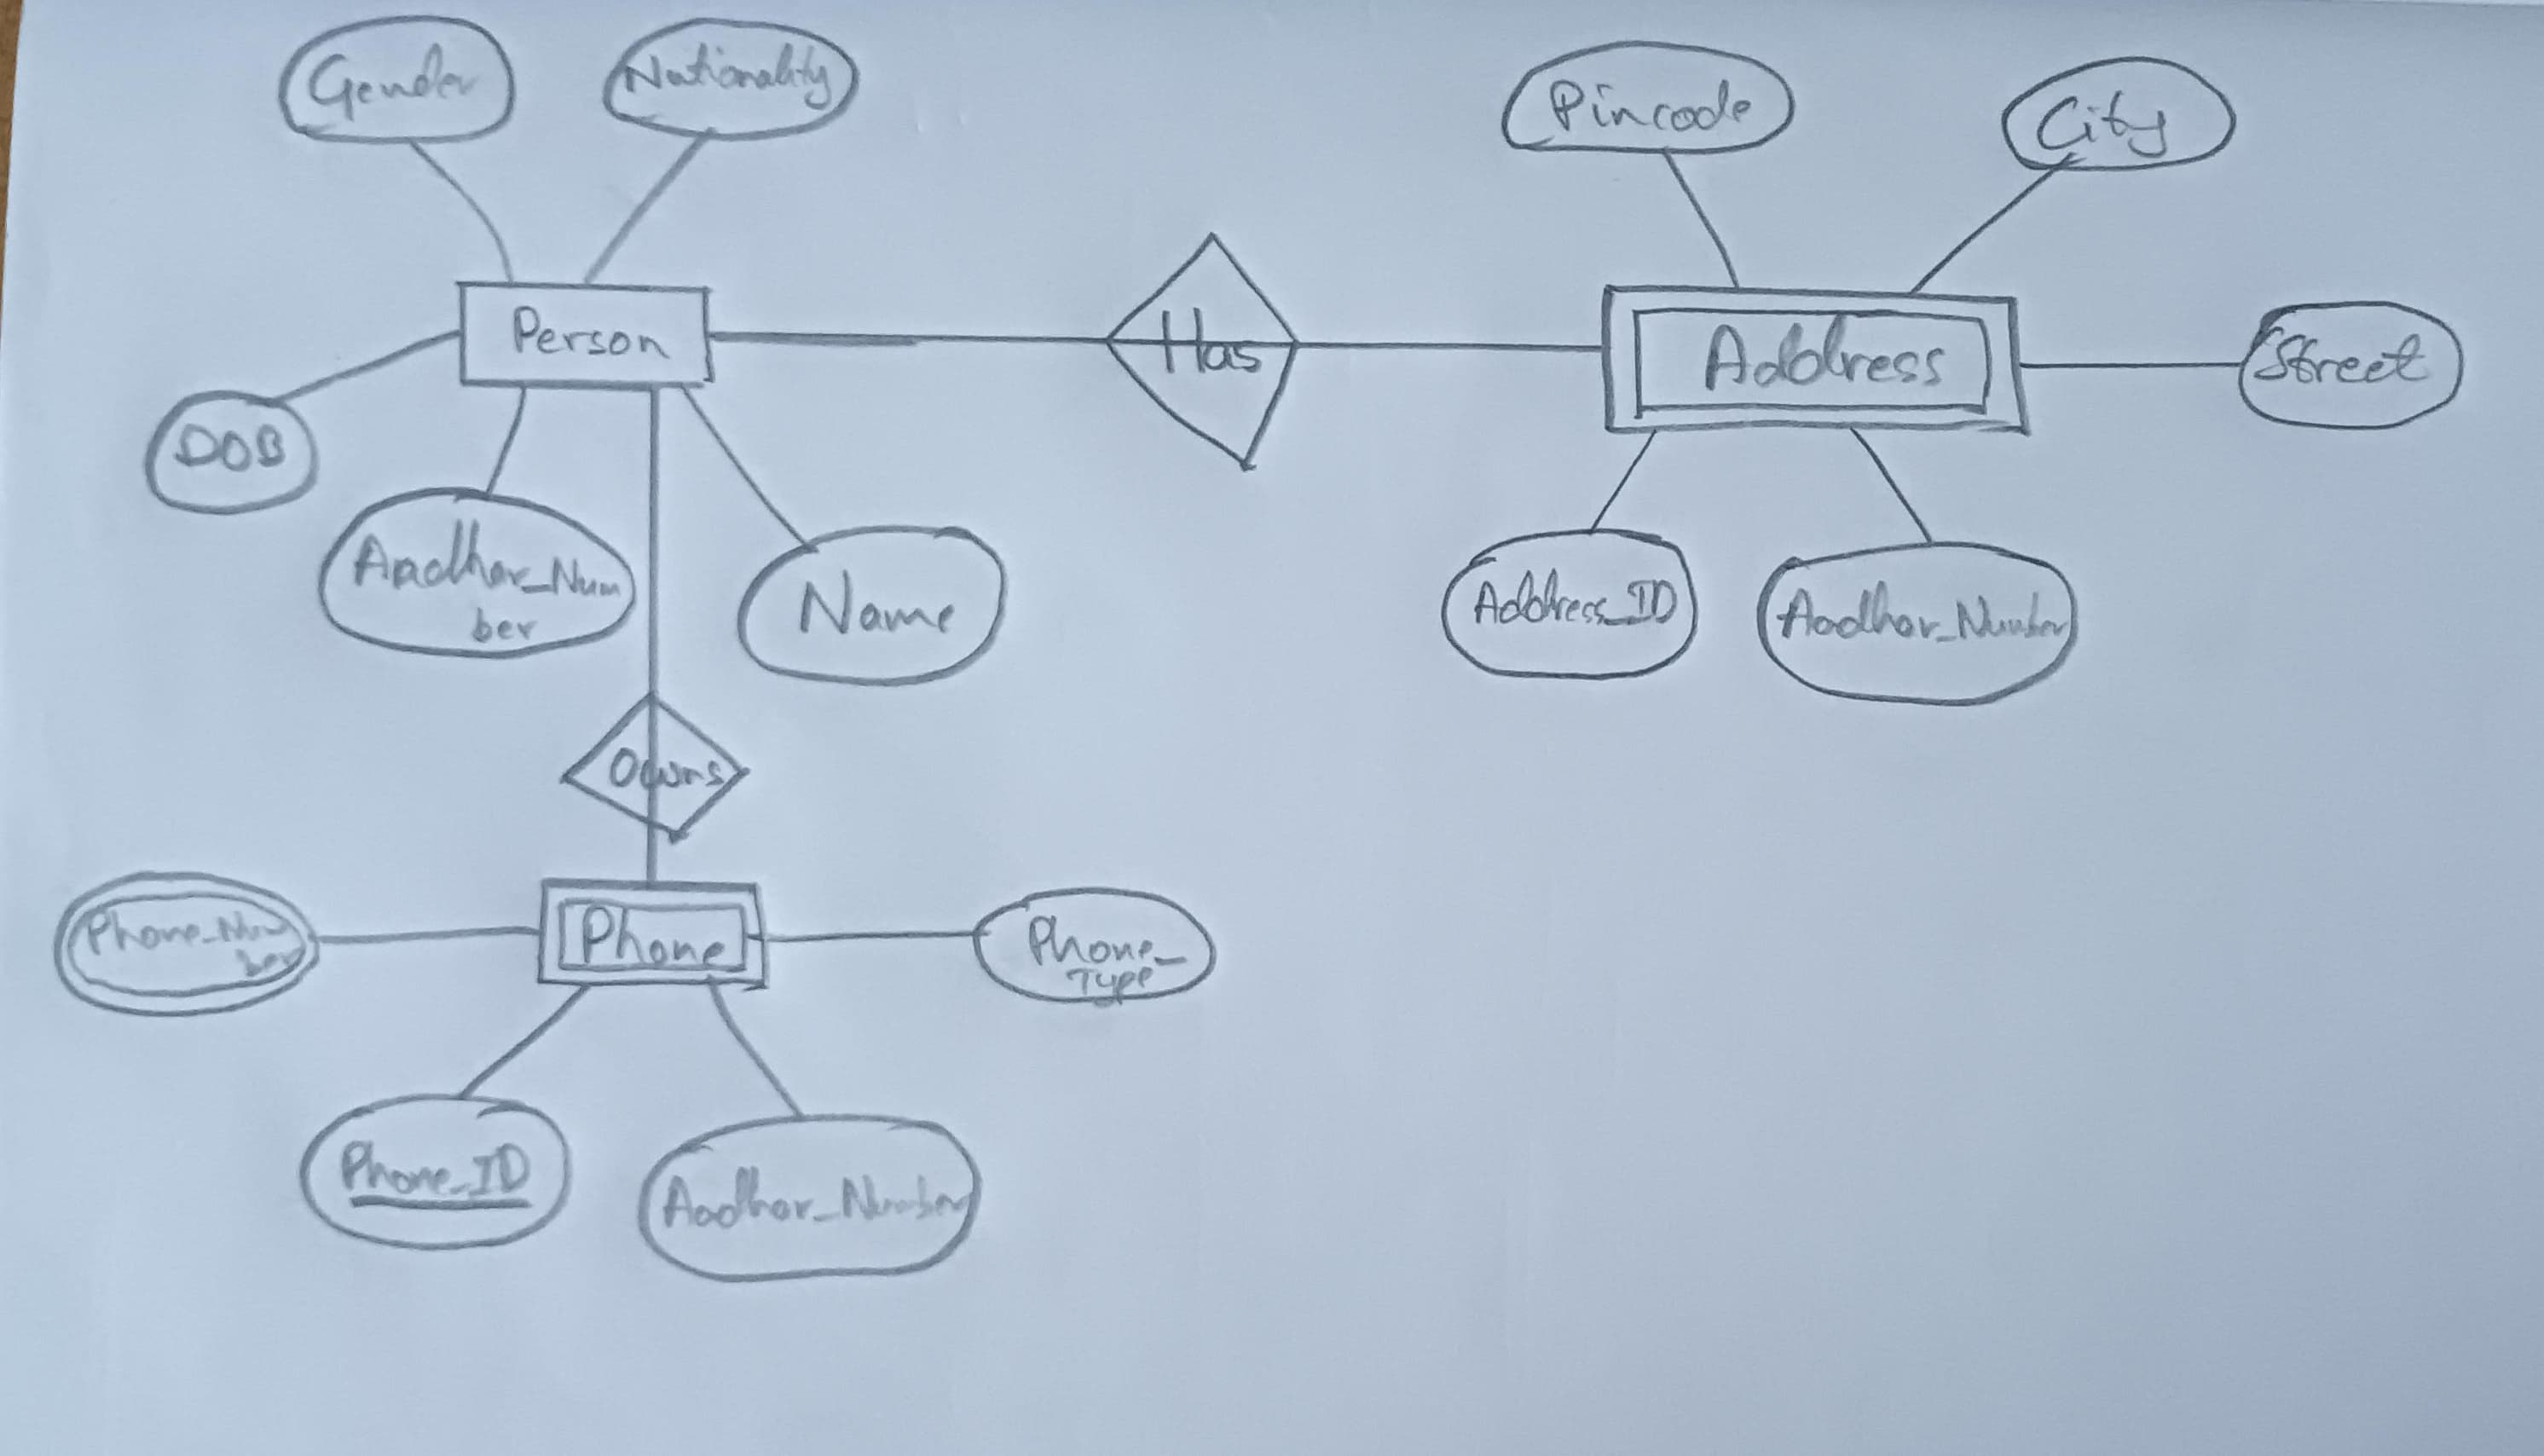 Gender
Nationality
Pincode
City
Person
Has
Address
Street
DOB
Aadhar_Num
ber
Name
Address_ID
Aadhar_Number
Owns
Phone_Num
ber
Phone
Phone_
Type
Phone_ID
Aadhar_Number